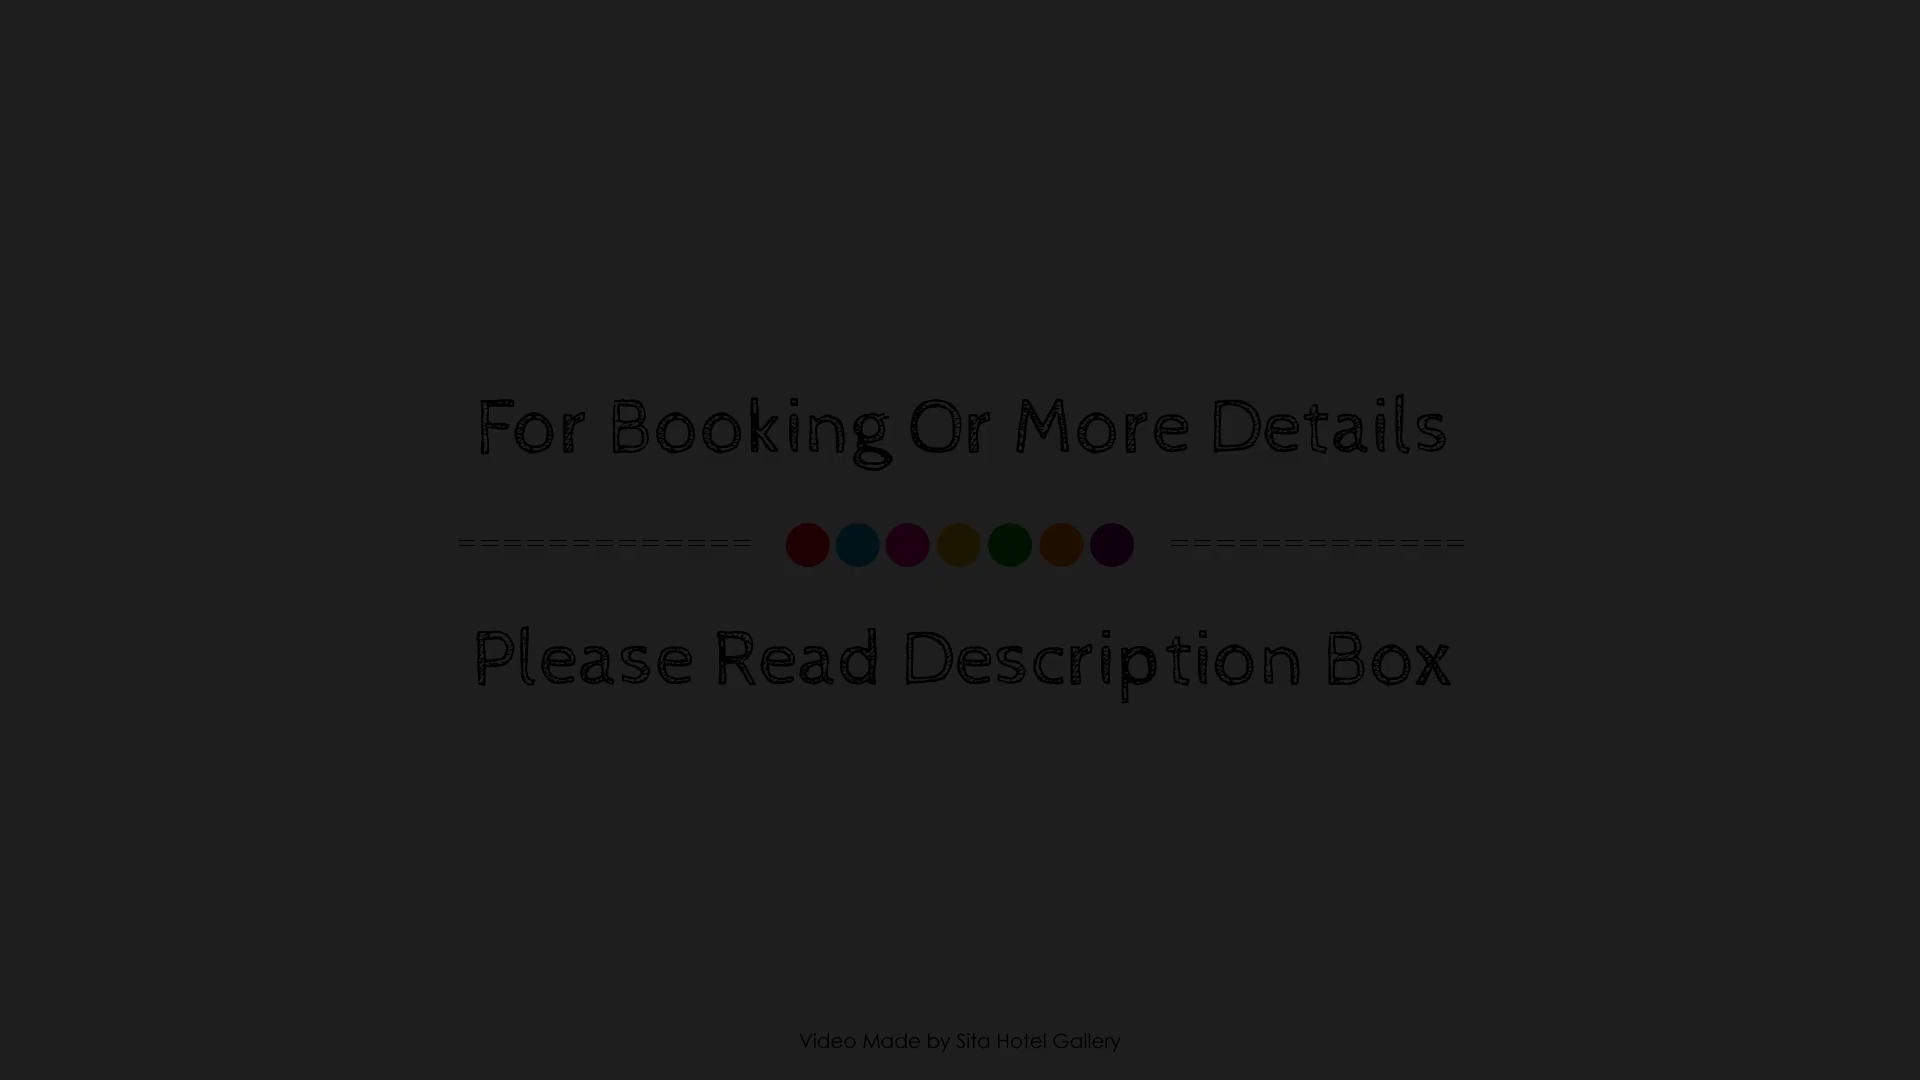 For Booking Or More Details
============= =============
Please Read Description Box
Video Made by Sita Hotel Gallery